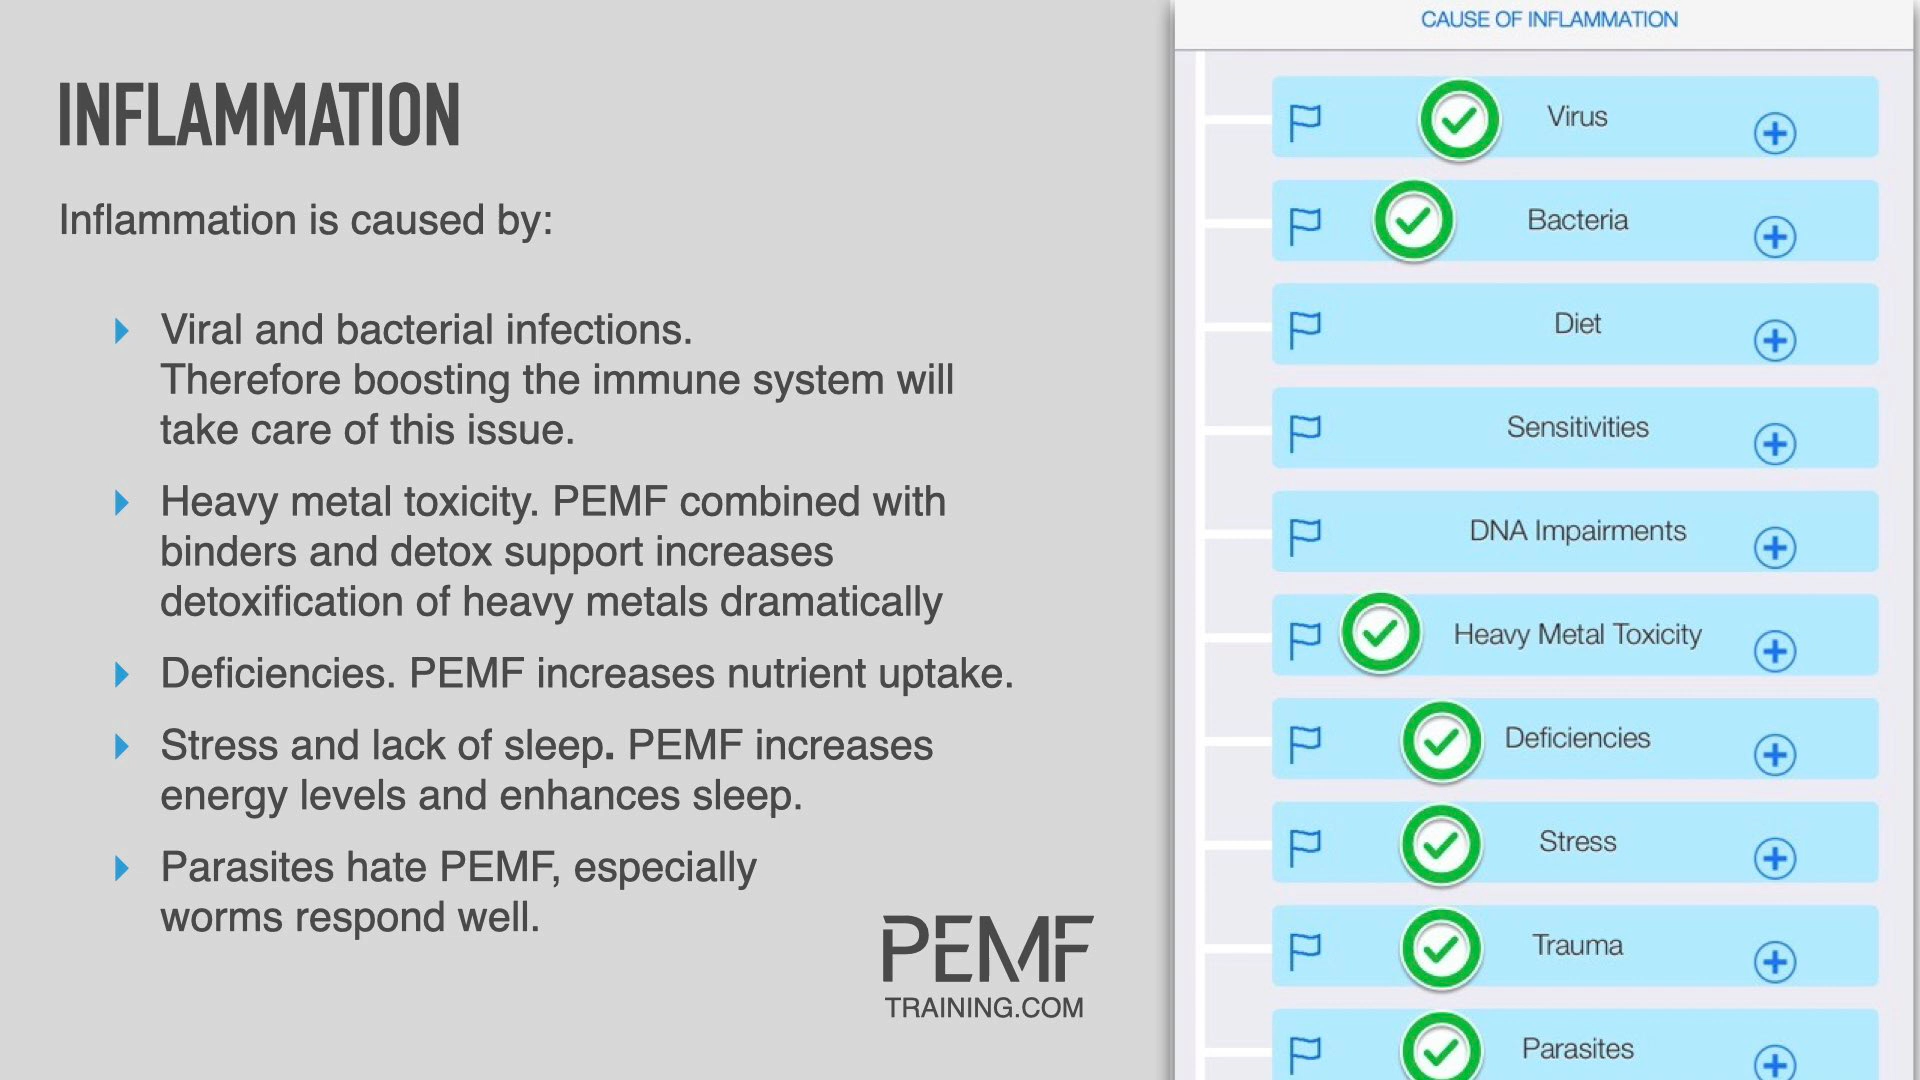 INFLAMMATION
Inflammation is caused by:
Viral and bacterial infections.
Therefore boosting the immune system will
take care of this issue.
Heavy metal toxicity. PEMF combined with
binders and detox support increases
detoxification of heavy metals dramatically
Deficiencies. PEMF increases nutrient uptake.
Stress and lack of sleep. PEMF increases
energy levels and enhances sleep.
Parasites hate PEMF, especially
worms respond well.
PEMF
TRAINING.COM
CAUSE OF INFLAMMATION
Virus
Bacteria
Diet
Sensitivities
DNA Impairments
Heavy Metal Toxicity
Deficiencies
Stress
Trauma
Parasites